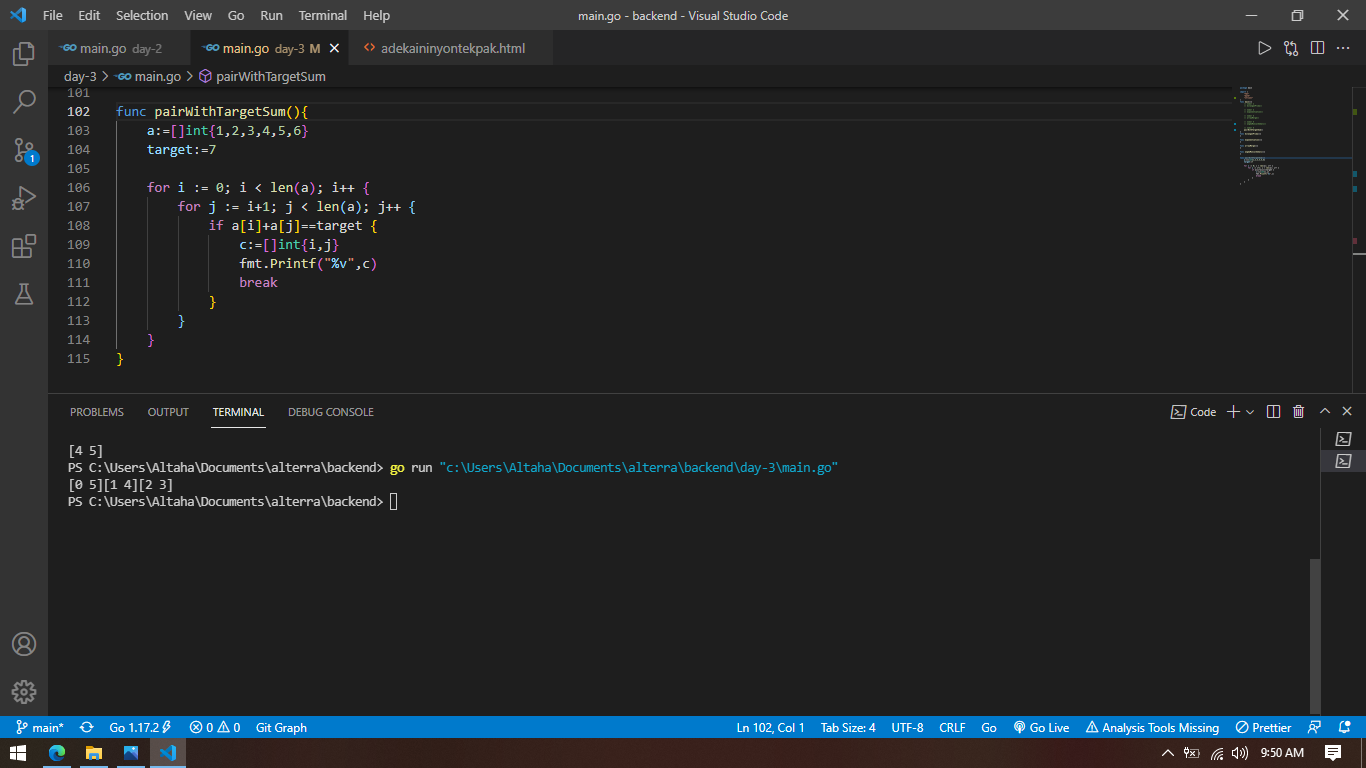 File Edit Selection View Go Run Terminal Help main.go - backend - Visual Studio Code
main.go day-2 main.go day-3 M adekaininyontekpak.html
day-3 > main.go > pairWithTargetSum
101
102 func pairWithTargetSum(){
103 a:=[]int{1,2,3,4,5,6}
104 target:=7
105
106 for i := 0; i < len(a); i++ {
107 for j := i+1; j < len(a); j++ {
108 if a[i]+a[j]==target {
109 c:=[]int{i,j}
110 fmt.Printf("%v",c)
111 break
112 }
113 }
114 }
115 }
PROBLEMS OUTPUT TERMINAL DEBUG CONSOLE Code
[4 5]
PS C:\Users\Altaha\Documents\alterra\backend> go run "c:\Users\Altaha\Documents\alterra\backend\day-3\main.go"
[0 5][1 4][2 3]
PS C:\Users\Altaha\Documents\alterra\backend>
1
main* Go 1.17.2 0 0 Git Graph Ln 102, Col 1 Tab Size: 4 UTF-8 CRLF Go Go Live Analysis Tools Missing Prettier
9:50 AM